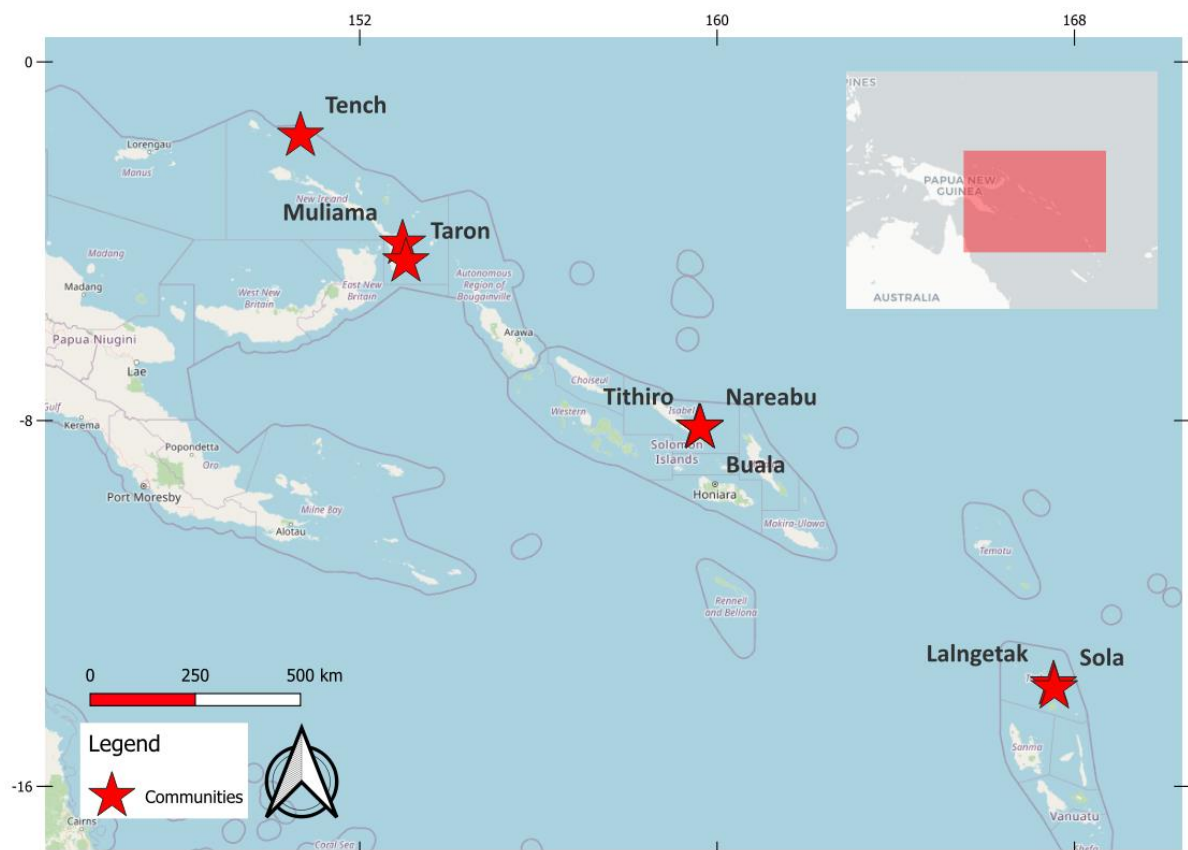 152
160
168
0
-8
-16
PINES
PAPUA NEW
GUINEA
AUSTRALIA
Tench
Lorengau
Manus
New Ireland
Muliama
Taron
Madang
Madang
West New
Britain
East New
Britain
Autonomous
Region of
Bougainville
Papua Niugini
Arawa
Lae
Choiseul
Tithiro
Nareabu
Isabel
Western
Gulf
Kerema
Solomon
Islands
Buala
Popondetta
Oro
Port Moresby
Honiara
Milne Bay
Alotau
Makira-Ulawa
Temotu
Rennell
and Bellona
Lalngetak
Sola
0
250
500 km
Legend
Communities
Sanma
Vanuatu
Cairns
Coral Sea